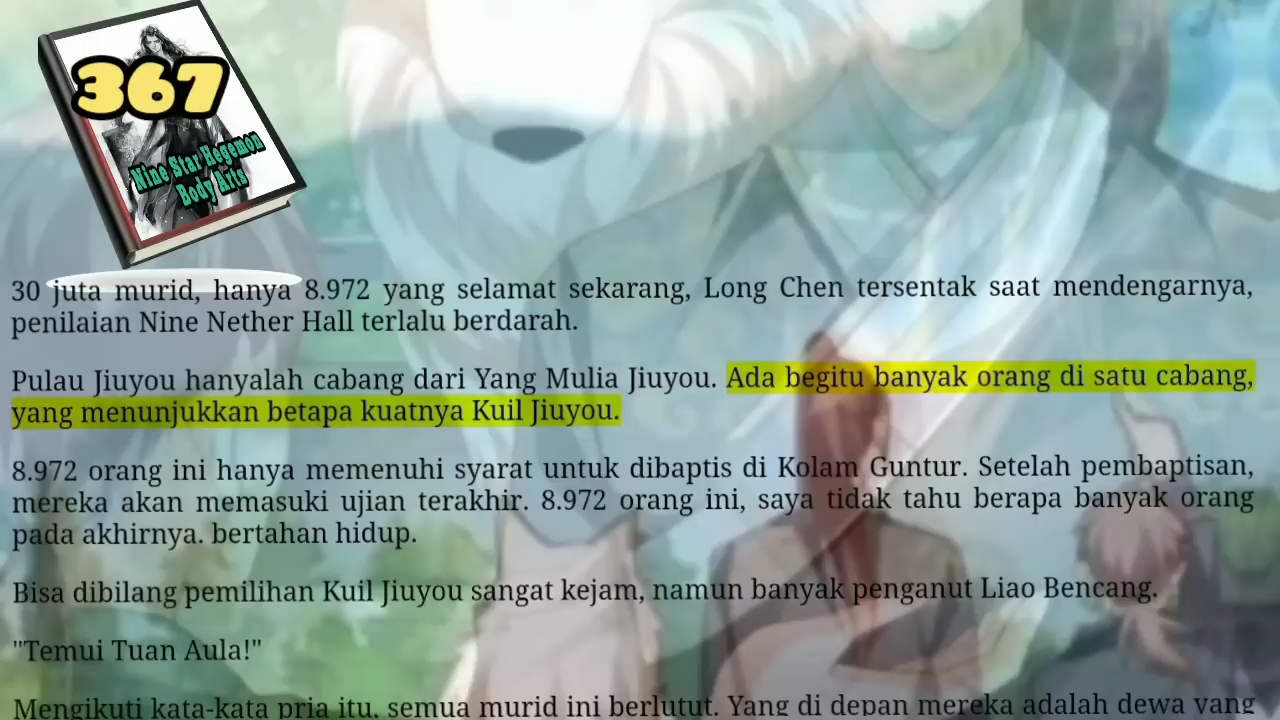 367
Nine Star Hegemon
Body Arts
30 juta murid, hanya 8.972 yang selamat sekarang, Long Chen tersentak saat mendengarnya,
penilaian Nine Nether Hall terlalu berdarah.
Pulau Jiuyou hanyalah cabang dari Yang Mulia Jiuyou. Ada begitu banyak orang di satu cabang,
yang menunjukkan betapa kuatnya Kuil Jiuyou.
8.972 orang ini hanya memenuhi syarat untuk dibaptis di Kolam Guntur. Setelah pembaptisan,
mereka akan memasuki ujian terakhir. 8.972 orang ini, saya tidak tahu berapa banyak orang
pada akhirnya. bertahan hidup.
Bisa dibilang pemilihan Kuil Jiuyou sangat kejam, namun banyak penganut Liao Bencang.
"Temui Tuan Aula!"
Mengikuti kata-kata pria itu, semua murid ini berlutut. Yang di depan mereka adalah dewa yang